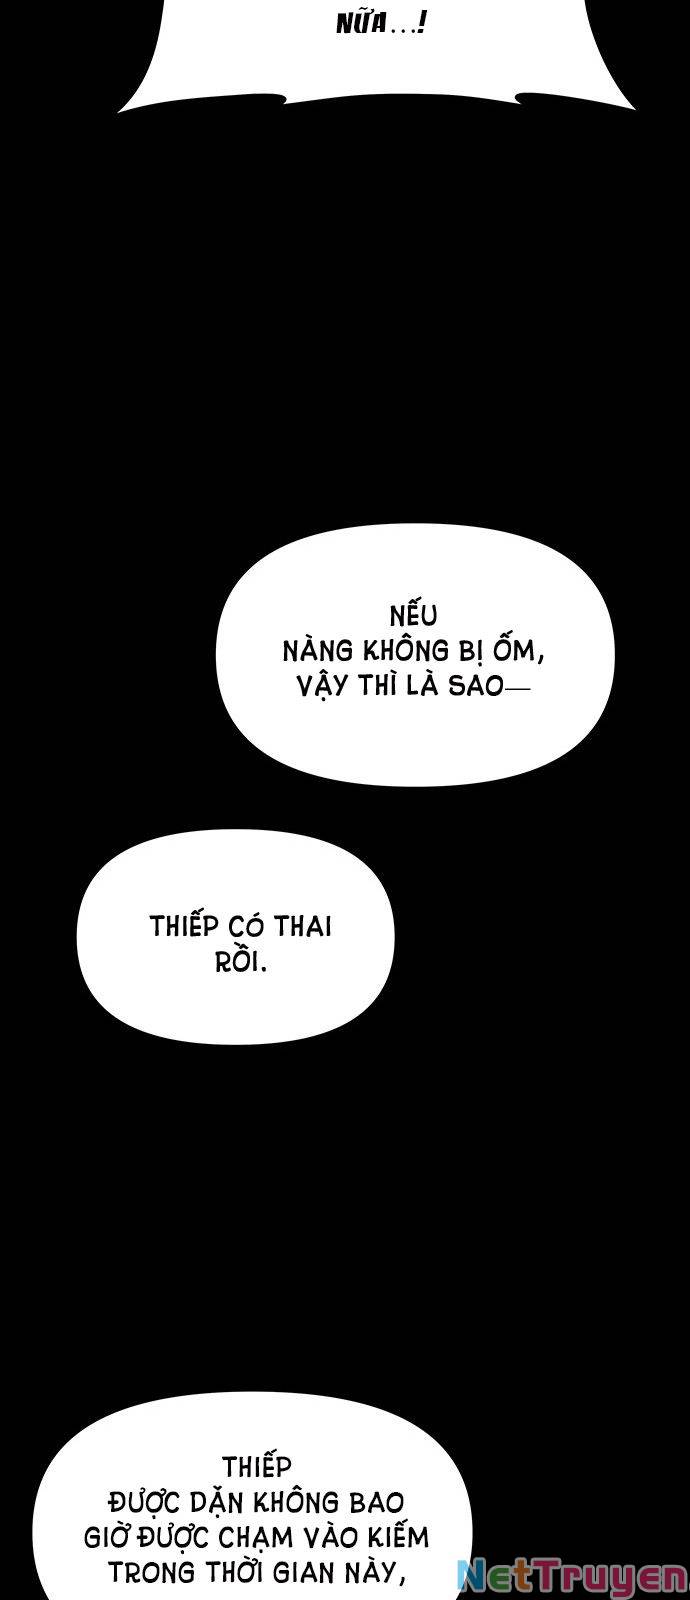 NỮA...!
NẾU
NÀNG KHÔNG BỊ ỐM,
VẬY THÌ LÀ SAO—
THIẾP CÓ THAI
RỒI.
THIẾP
ĐƯỢC DẶN KHÔNG BAO
GIỜ ĐƯỢC CHẠM VÀO KIẾM
TRONG THỜI GIAN NÀY,
NetTruyen